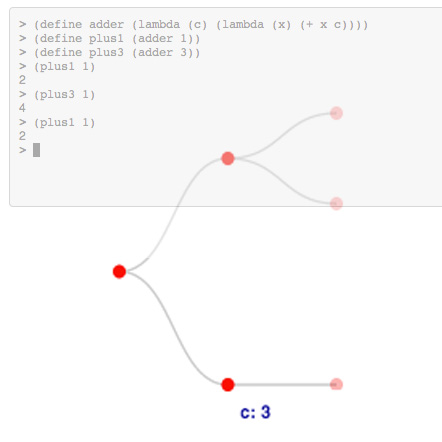 > (define adder (lambda (c) (lambda (x) (+ x c))))
> (define plus1 (adder 1))
> (define plus3 (adder 3))
> (plus1 1)
2
> (plus3 1)
4
> (plus1 1)
2
>
c: 3